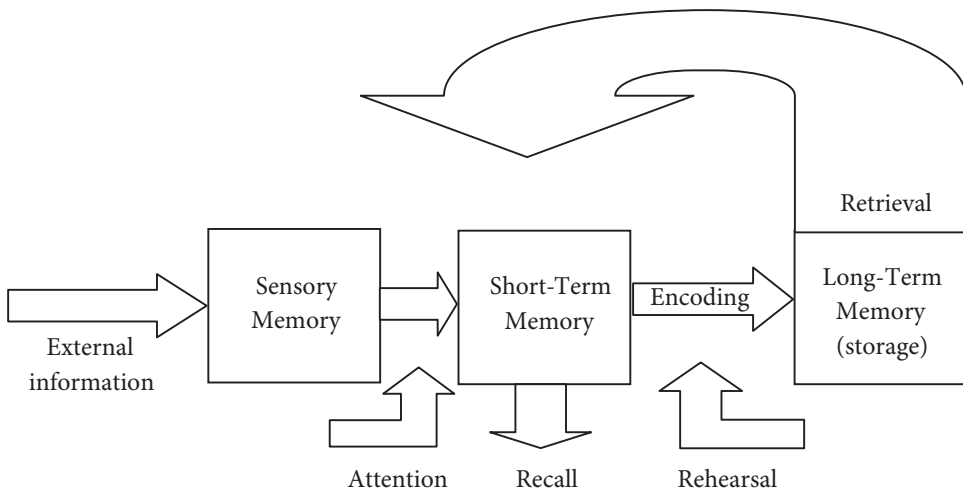 Retrieval
Sensory
Memory
Short-Term
Memory
Encoding
Long-Term
Memory
(storage)
External
information
Attention
Recall
Rehearsal